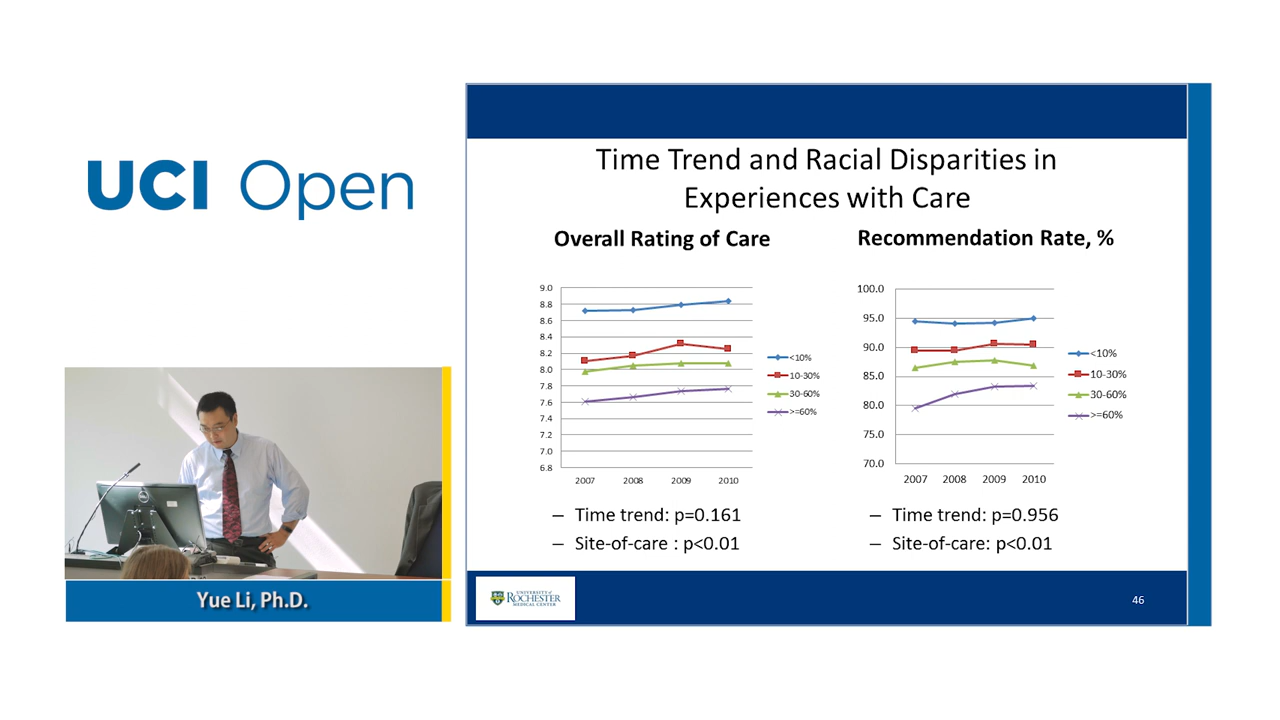 UCI Open
Time Trend and Racial Disparities in
Experiences with Care
Overall Rating of Care
Recommendation Rate, %
9.0
8.8
8.6
8.4
8.2
8.0
7.8
7.6
7.4
7.2
7.0
6.8
2007 2008 2009 2010
<10%
10-30%
30-60%
>=60%
100.0
95.0
90.0
85.0
80.0
75.0
70.0
2007 2008 2009 2010
<10%
10-30%
30-60%
>=60%
– Time trend: p=0.161
– Site-of-care : p<0.01
– Time trend: p=0.956
– Site-of-care: p<0.01
Yue Li, Ph.D.
UNIVERSITY of
ROCHESTER
MEDICAL CENTER
46